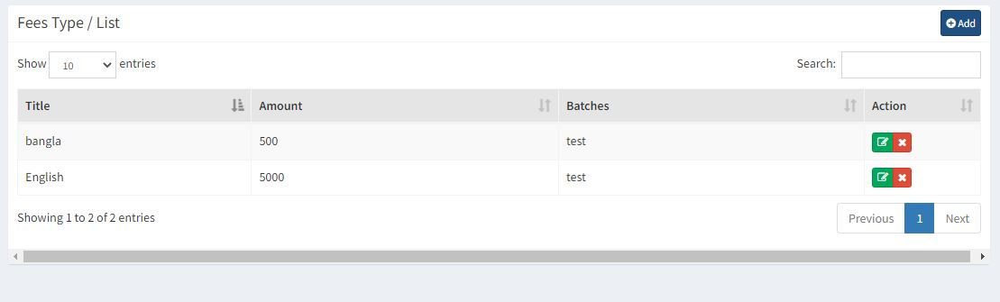 Fees Type / List Add
Show 10 entries Search:
Title Amount Batches Action
bangla 500 test
English 5000 test
Showing 1 to 2 of 2 entries Previous 1 Next